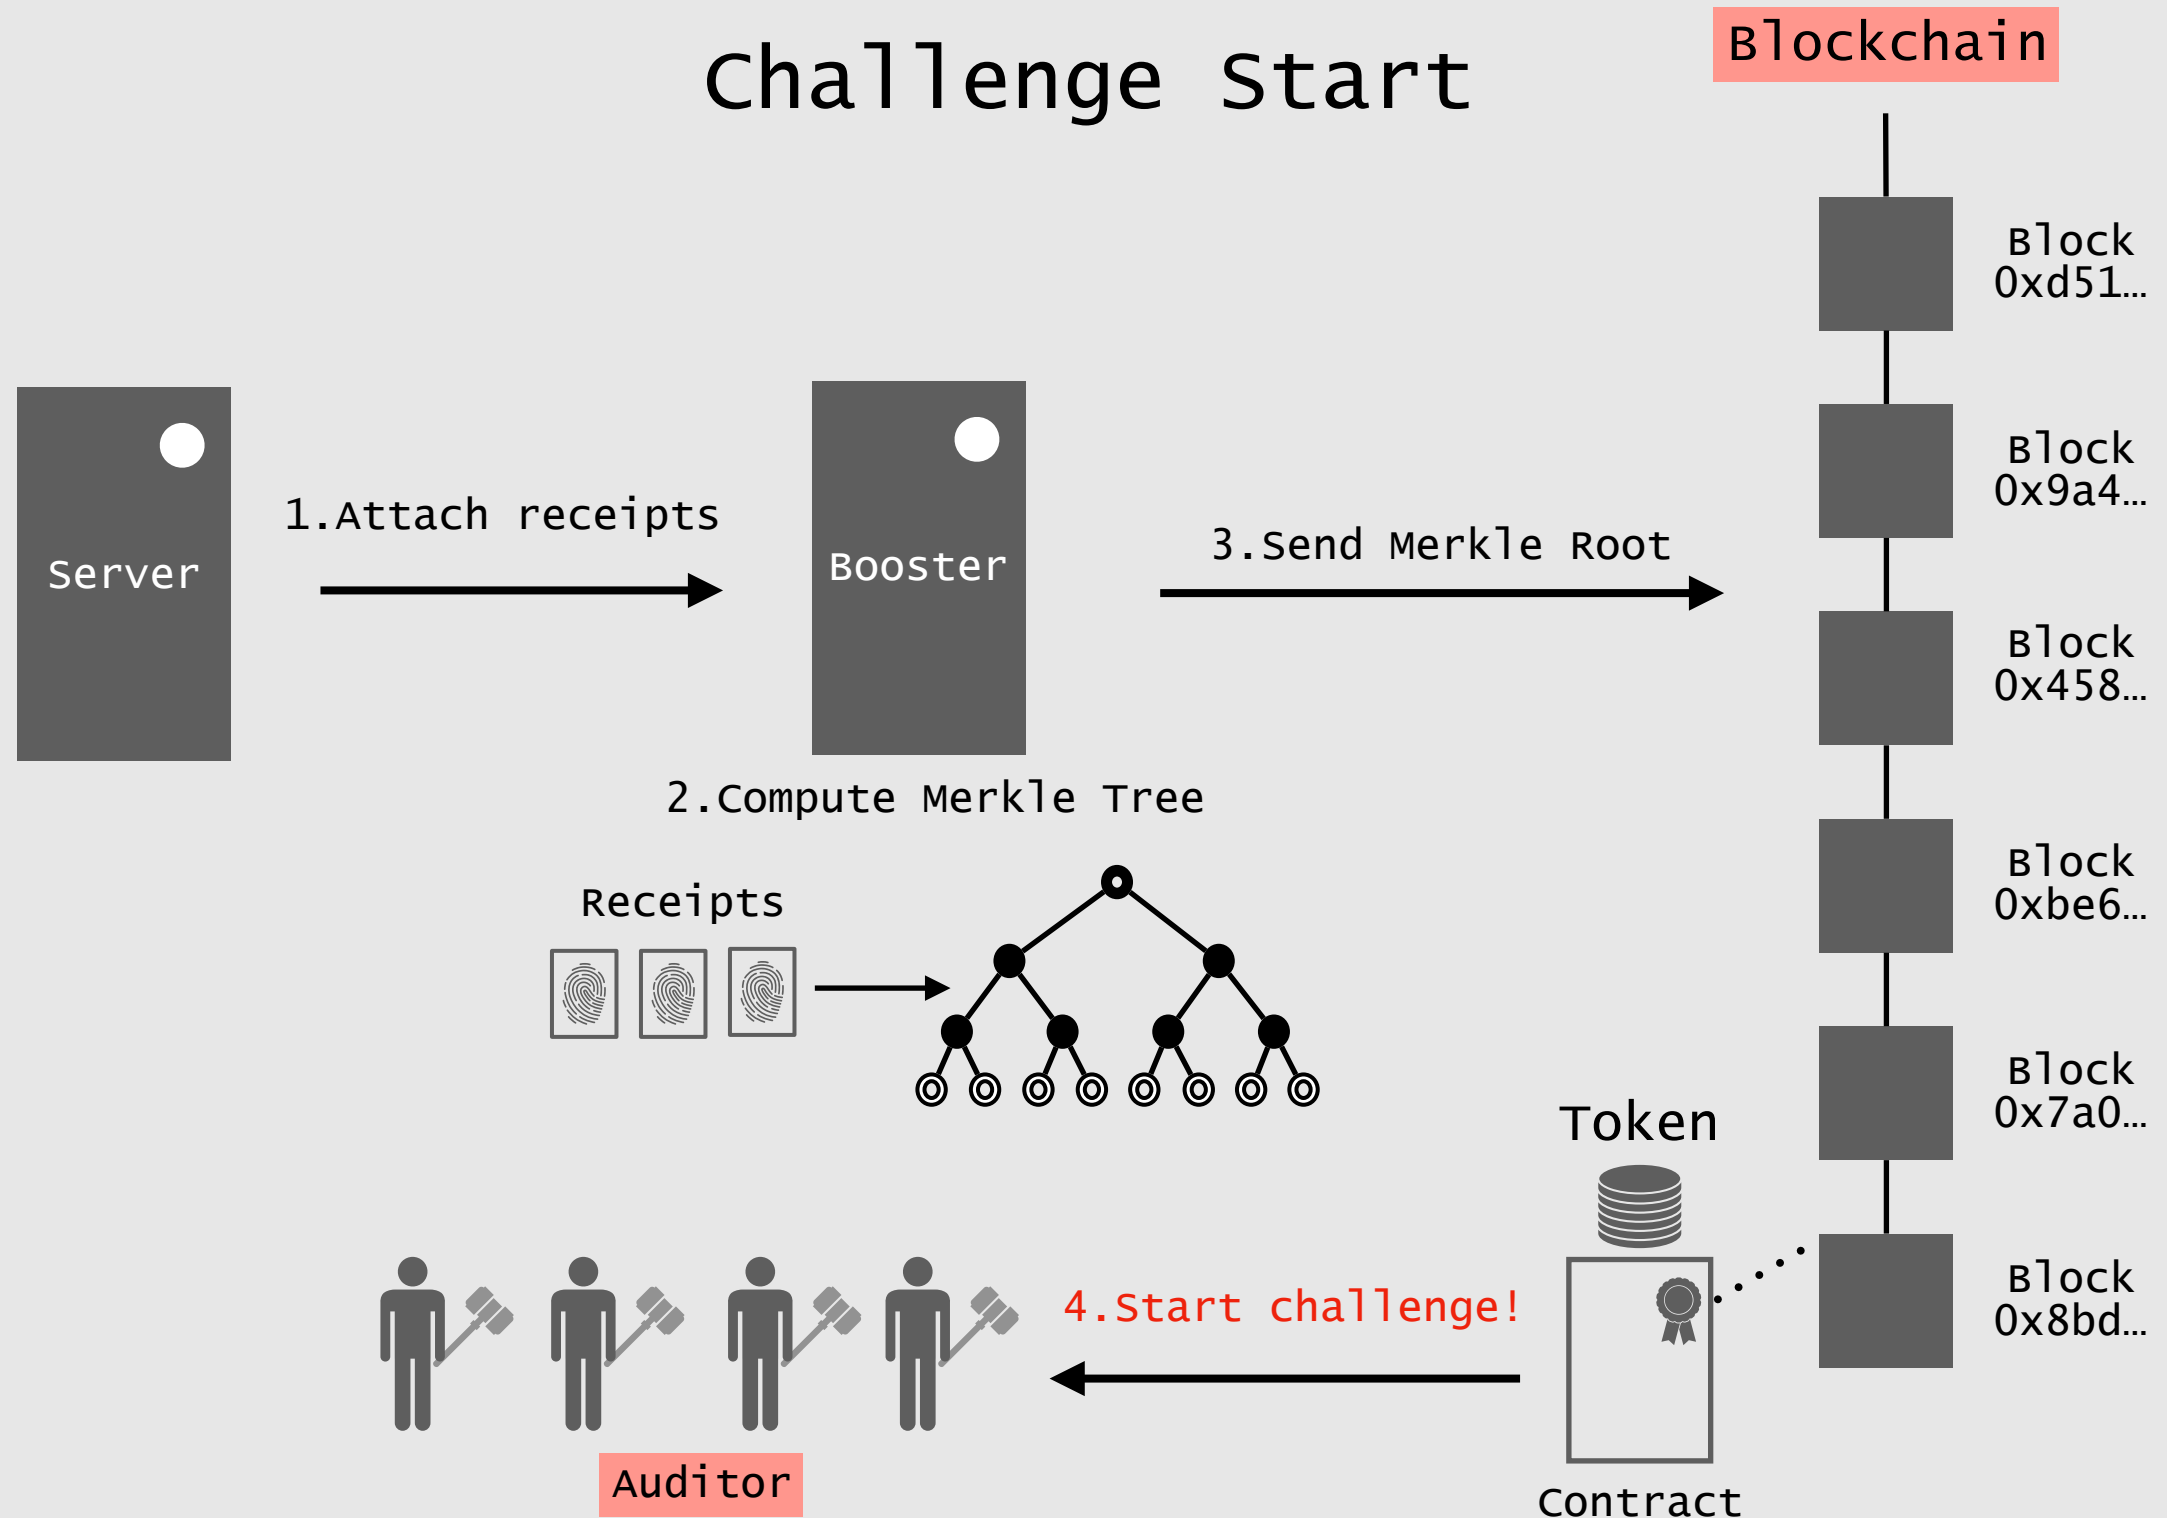 Challenge Start
Blockchain
Block
0xd51…
Block
0x9a4…
1.Attach receipts
Server
Booster
3.Send Merkle Root
Block
0x458…
2.Compute Merkle Tree
Receipts
Block
0xbe6…
Block
0x7a0…
Token
4.Start challenge!
Block
0x8bd…
Auditor
Contract